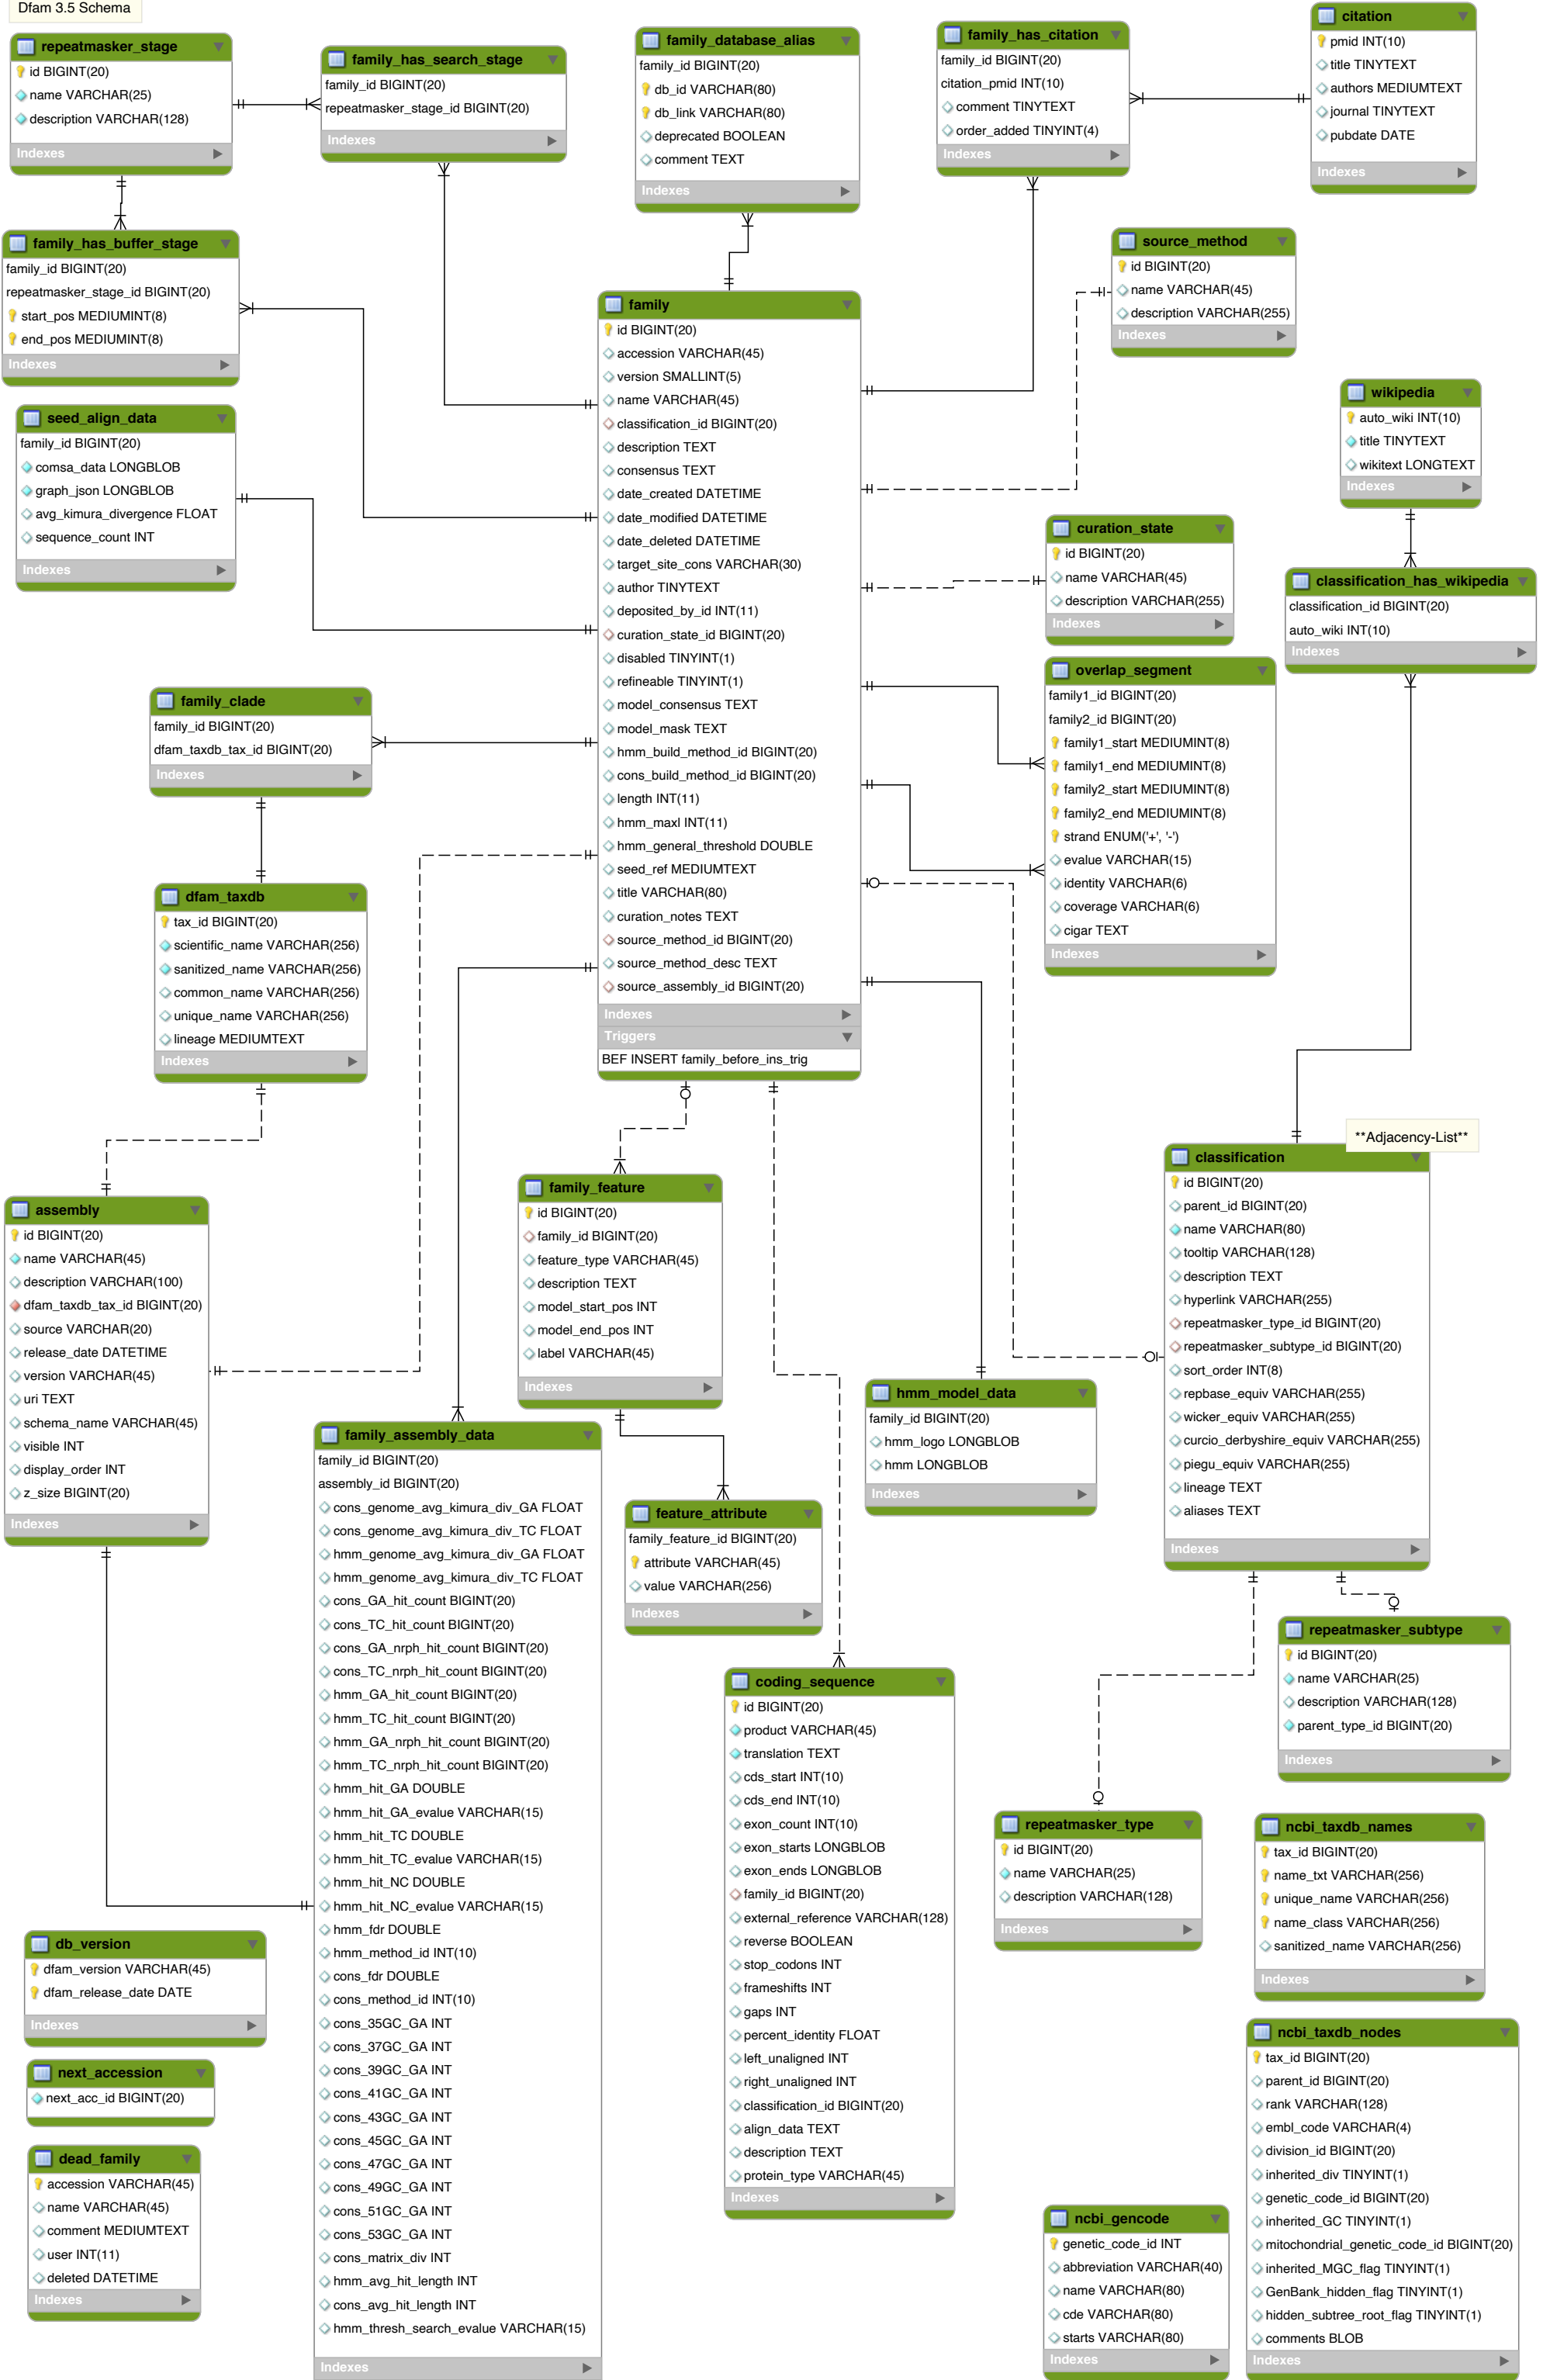 Dfam 3.5 Schema
repeatmasker_stage
id BIGINT(20)
name VARCHAR(25)
description VARCHAR(128)
Indexes
family_has_search_stage
family_id BIGINT(20)
repeatmasker_stage_id BIGINT(20)
Indexes
family_database_alias
family_id BIGINT(20)
db_id VARCHAR(80)
db_link VARCHAR(80)
deprecated BOOLEAN
comment TEXT
Indexes
family_has_citation
family_id BIGINT(20)
citation_pmid INT(10)
comment TINYTEXT
order_added TINYINT(4)
Indexes
citation
pmid INT(10)
title TINYTEXT
authors MEDIUMTEXT
journal TINYTEXT
pubdate DATE
Indexes
family_has_buffer_stage
family_id BIGINT(20)
repeatmasker_stage_id BIGINT(20)
start_pos MEDIUMINT(8)
end_pos MEDIUMINT(8)
Indexes
source_method
id BIGINT(20)
name VARCHAR(45)
description VARCHAR(255)
Indexes
family
id BIGINT(20)
accession VARCHAR(45)
version SMALLINT(5)
name VARCHAR(45)
classification_id BIGINT(20)
description TEXT
consensus TEXT
date_created DATETIME
date_modified DATETIME
date_deleted DATETIME
target_site_cons VARCHAR(30)
author TINYTEXT
deposited_by_id INT(11)
curation_state_id BIGINT(20)
disabled TINYINT(1)
refineable TINYINT(1)
model_consensus TEXT
model_mask TEXT
hmm_build_method_id BIGINT(20)
cons_build_method_id BIGINT(20)
length INT(11)
hmm_maxl INT(11)
hmm_general_threshold DOUBLE
seed_ref MEDIUMTEXT
title VARCHAR(80)
curation_notes TEXT
source_method_id BIGINT(20)
source_method_desc TEXT
source_assembly_id BIGINT(20)
Indexes
Triggers
BEF INSERT family_before_ins_trig
seed_align_data
family_id BIGINT(20)
comsa_data LONGBLOB
graph_json LONGBLOB
avg_kimura_divergence FLOAT
sequence_count INT
Indexes
wikipedia
auto_wiki INT(10)
title TINYTEXT
wikitext LONGTEXT
Indexes
curation_state
id BIGINT(20)
name VARCHAR(45)
description VARCHAR(255)
Indexes
classification_has_wikipedia
classification_id BIGINT(20)
auto_wiki INT(10)
Indexes
overlap_segment
family1_id BIGINT(20)
family2_id BIGINT(20)
family1_start MEDIUMINT(8)
family1_end MEDIUMINT(8)
family2_start MEDIUMINT(8)
family2_end MEDIUMINT(8)
strand ENUM('+', '-')
evalue VARCHAR(15)
identity VARCHAR(6)
coverage VARCHAR(6)
cigar TEXT
Indexes
family_clade
family_id BIGINT(20)
dfam_taxdb_tax_id BIGINT(20)
Indexes
dfam_taxdb
tax_id BIGINT(20)
scientific_name VARCHAR(256)
sanitized_name VARCHAR(256)
common_name VARCHAR(256)
unique_name VARCHAR(256)
lineage MEDIUMTEXT
Indexes
**Adjacency-List**
classification
id BIGINT(20)
parent_id BIGINT(20)
name VARCHAR(80)
tooltip VARCHAR(128)
description TEXT
hyperlink VARCHAR(255)
repeatmasker_type_id BIGINT(20)
repeatmasker_subtype_id BIGINT(20)
sort_order INT(8)
repbase_equiv VARCHAR(255)
wicker_equiv VARCHAR(255)
curcio_derbyshire_equiv VARCHAR(255)
piegu_equiv VARCHAR(255)
lineage TEXT
aliases TEXT
Indexes
assembly
id BIGINT(20)
name VARCHAR(45)
description VARCHAR(100)
dfam_taxdb_tax_id BIGINT(20)
source VARCHAR(20)
release_date DATETIME
version VARCHAR(45)
uri TEXT
schema_name VARCHAR(45)
visible INT
display_order INT
z_size BIGINT(20)
Indexes
family_feature
id BIGINT(20)
family_id BIGINT(20)
feature_type VARCHAR(45)
description TEXT
model_start_pos INT
model_end_pos INT
label VARCHAR(45)
Indexes
hmm_model_data
family_id BIGINT(20)
hmm_logo LONGBLOB
hmm LONGBLOB
Indexes
family_assembly_data
family_id BIGINT(20)
assembly_id BIGINT(20)
cons_genome_avg_kimura_div_GA FLOAT
cons_genome_avg_kimura_div_TC FLOAT
hmm_genome_avg_kimura_div_GA FLOAT
hmm_genome_avg_kimura_div_TC FLOAT
cons_GA_hit_count BIGINT(20)
cons_TC_hit_count BIGINT(20)
cons_GA_nrph_hit_count BIGINT(20)
cons_TC_nrph_hit_count BIGINT(20)
hmm_GA_hit_count BIGINT(20)
hmm_TC_hit_count BIGINT(20)
hmm_GA_nrph_hit_count BIGINT(20)
hmm_TC_nrph_hit_count BIGINT(20)
hmm_hit_GA DOUBLE
hmm_hit_GA_evalue VARCHAR(15)
hmm_hit_TC DOUBLE
hmm_hit_TC_evalue VARCHAR(15)
hmm_hit_NC DOUBLE
hmm_hit_NC_evalue VARCHAR(15)
hmm_fdr DOUBLE
hmm_method_id INT(10)
cons_fdr DOUBLE
cons_method_id INT(10)
cons_35GC_GA INT
cons_37GC_GA INT
cons_39GC_GA INT
cons_41GC_GA INT
cons_43GC_GA INT
cons_45GC_GA INT
cons_47GC_GA INT
cons_49GC_GA INT
cons_51GC_GA INT
cons_53GC_GA INT
cons_matrix_div INT
hmm_avg_hit_length INT
cons_avg_hit_length INT
hmm_thresh_search_evalue VARCHAR(15)
Indexes
feature_attribute
family_feature_id BIGINT(20)
attribute VARCHAR(45)
value VARCHAR(256)
Indexes
coding_sequence
id BIGINT(20)
product VARCHAR(45)
translation TEXT
cds_start INT(10)
cds_end INT(10)
exon_count INT(10)
exon_starts LONGBLOB
exon_ends LONGBLOB
family_id BIGINT(20)
external_reference VARCHAR(128)
reverse BOOLEAN
stop_codons INT
frameshifts INT
gaps INT
percent_identity FLOAT
left_unaligned INT
right_unaligned INT
classification_id BIGINT(20)
align_data TEXT
description TEXT
protein_type VARCHAR(45)
Indexes
repeatmasker_subtype
id BIGINT(20)
name VARCHAR(25)
description VARCHAR(128)
parent_type_id BIGINT(20)
Indexes
repeatmasker_type
id BIGINT(20)
name VARCHAR(25)
description VARCHAR(128)
Indexes
ncbi_taxdb_names
tax_id BIGINT(20)
name_txt VARCHAR(256)
unique_name VARCHAR(256)
name_class VARCHAR(256)
sanitized_name VARCHAR(256)
Indexes
db_version
dfam_version VARCHAR(45)
dfam_release_date DATE
Indexes
next_accession
next_acc_id BIGINT(20)
dead_family
accession VARCHAR(45)
name VARCHAR(45)
comment MEDIUMTEXT
user INT(11)
deleted DATETIME
Indexes
ncbi_taxdb_nodes
tax_id BIGINT(20)
parent_id BIGINT(20)
rank VARCHAR(128)
embl_code VARCHAR(4)
division_id BIGINT(20)
inherited_div TINYINT(1)
genetic_code_id BIGINT(20)
inherited_GC TINYINT(1)
mitochondrial_genetic_code_id BIGINT(20)
inherited_MGC_flag TINYINT(1)
GenBank_hidden_flag TINYINT(1)
hidden_subtree_root_flag TINYINT(1)
comments BLOB
Indexes
ncbi_gencode
genetic_code_id INT
abbreviation VARCHAR(40)
name VARCHAR(80)
cde VARCHAR(80)
starts VARCHAR(80)
Indexes